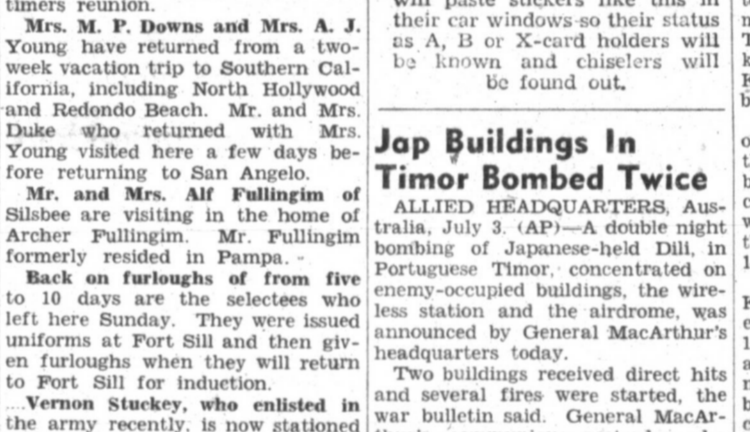 timers reunion.
Mrs. M. P. Downs and Mrs. A. J.
Young have returned from a two-
week vacation trip to Southern Cal-
ifornia, including North Hollywood
and Redondo Beach. Mr. and Mrs.
Duke who returned with Mrs.
Young visited here a few days be-
fore returning to San Angelo.
Mr. and Mrs. Alf Fullingim of
Silsbee are visiting in the home of
Archer Fullingim. Mr. Fullingim
formerly resided in Pampa.
Back on furloughs of from five
to 10 days are the selectees who
left here Sunday. They were issued
uniforms at Fort Sill and then giv-
en furloughs when they will return
to Fort Sill for induction.
....Vernon Stuckey, who enlisted in
the army recently, is now stationed
will paste stickers like this in
their car windows so their status
as A, B or X-card holders will
be known and chiselers will
be found out.
Jap Buildings In
Timor Bombed Twice
ALLIED HEADQUARTERS, Aus-
tralia, July 3. (AP)—A double night
bombing of Japanese-held Dili, in
Portuguese Timor, concentrated on
enemy-occupied buildings, the wire-
less station and the airdrome, was
announced by General MacArthur's
headquarters today.
Two buildings received direct hits
and several fires were started, the
war bulletin said. General MacAr-